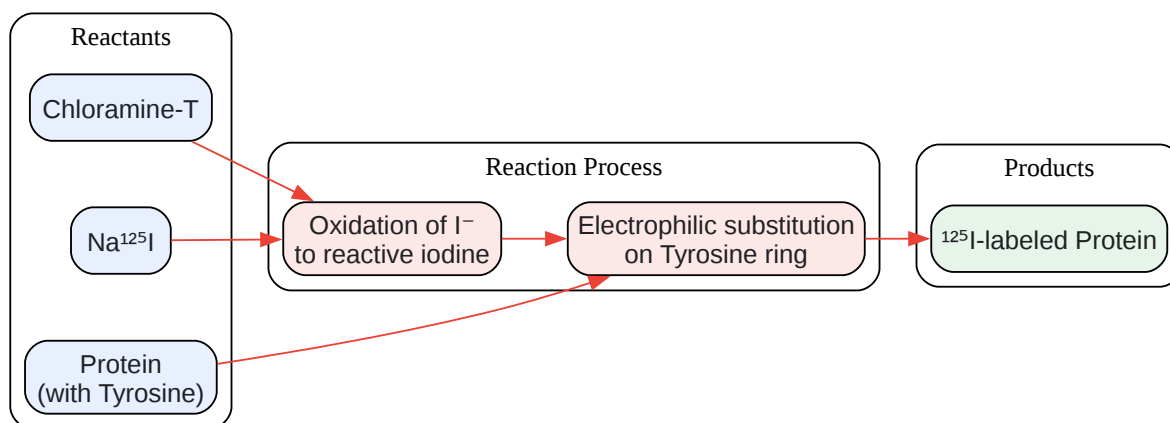 Reactants
Chloramine-T
Na¹²⁵I
Protein
(with Tyrosine)
Reaction Process
Oxidation of I⁻
to reactive iodine
Electrophilic substitution
on Tyrosine ring
Products
¹²⁵I-labeled Protein